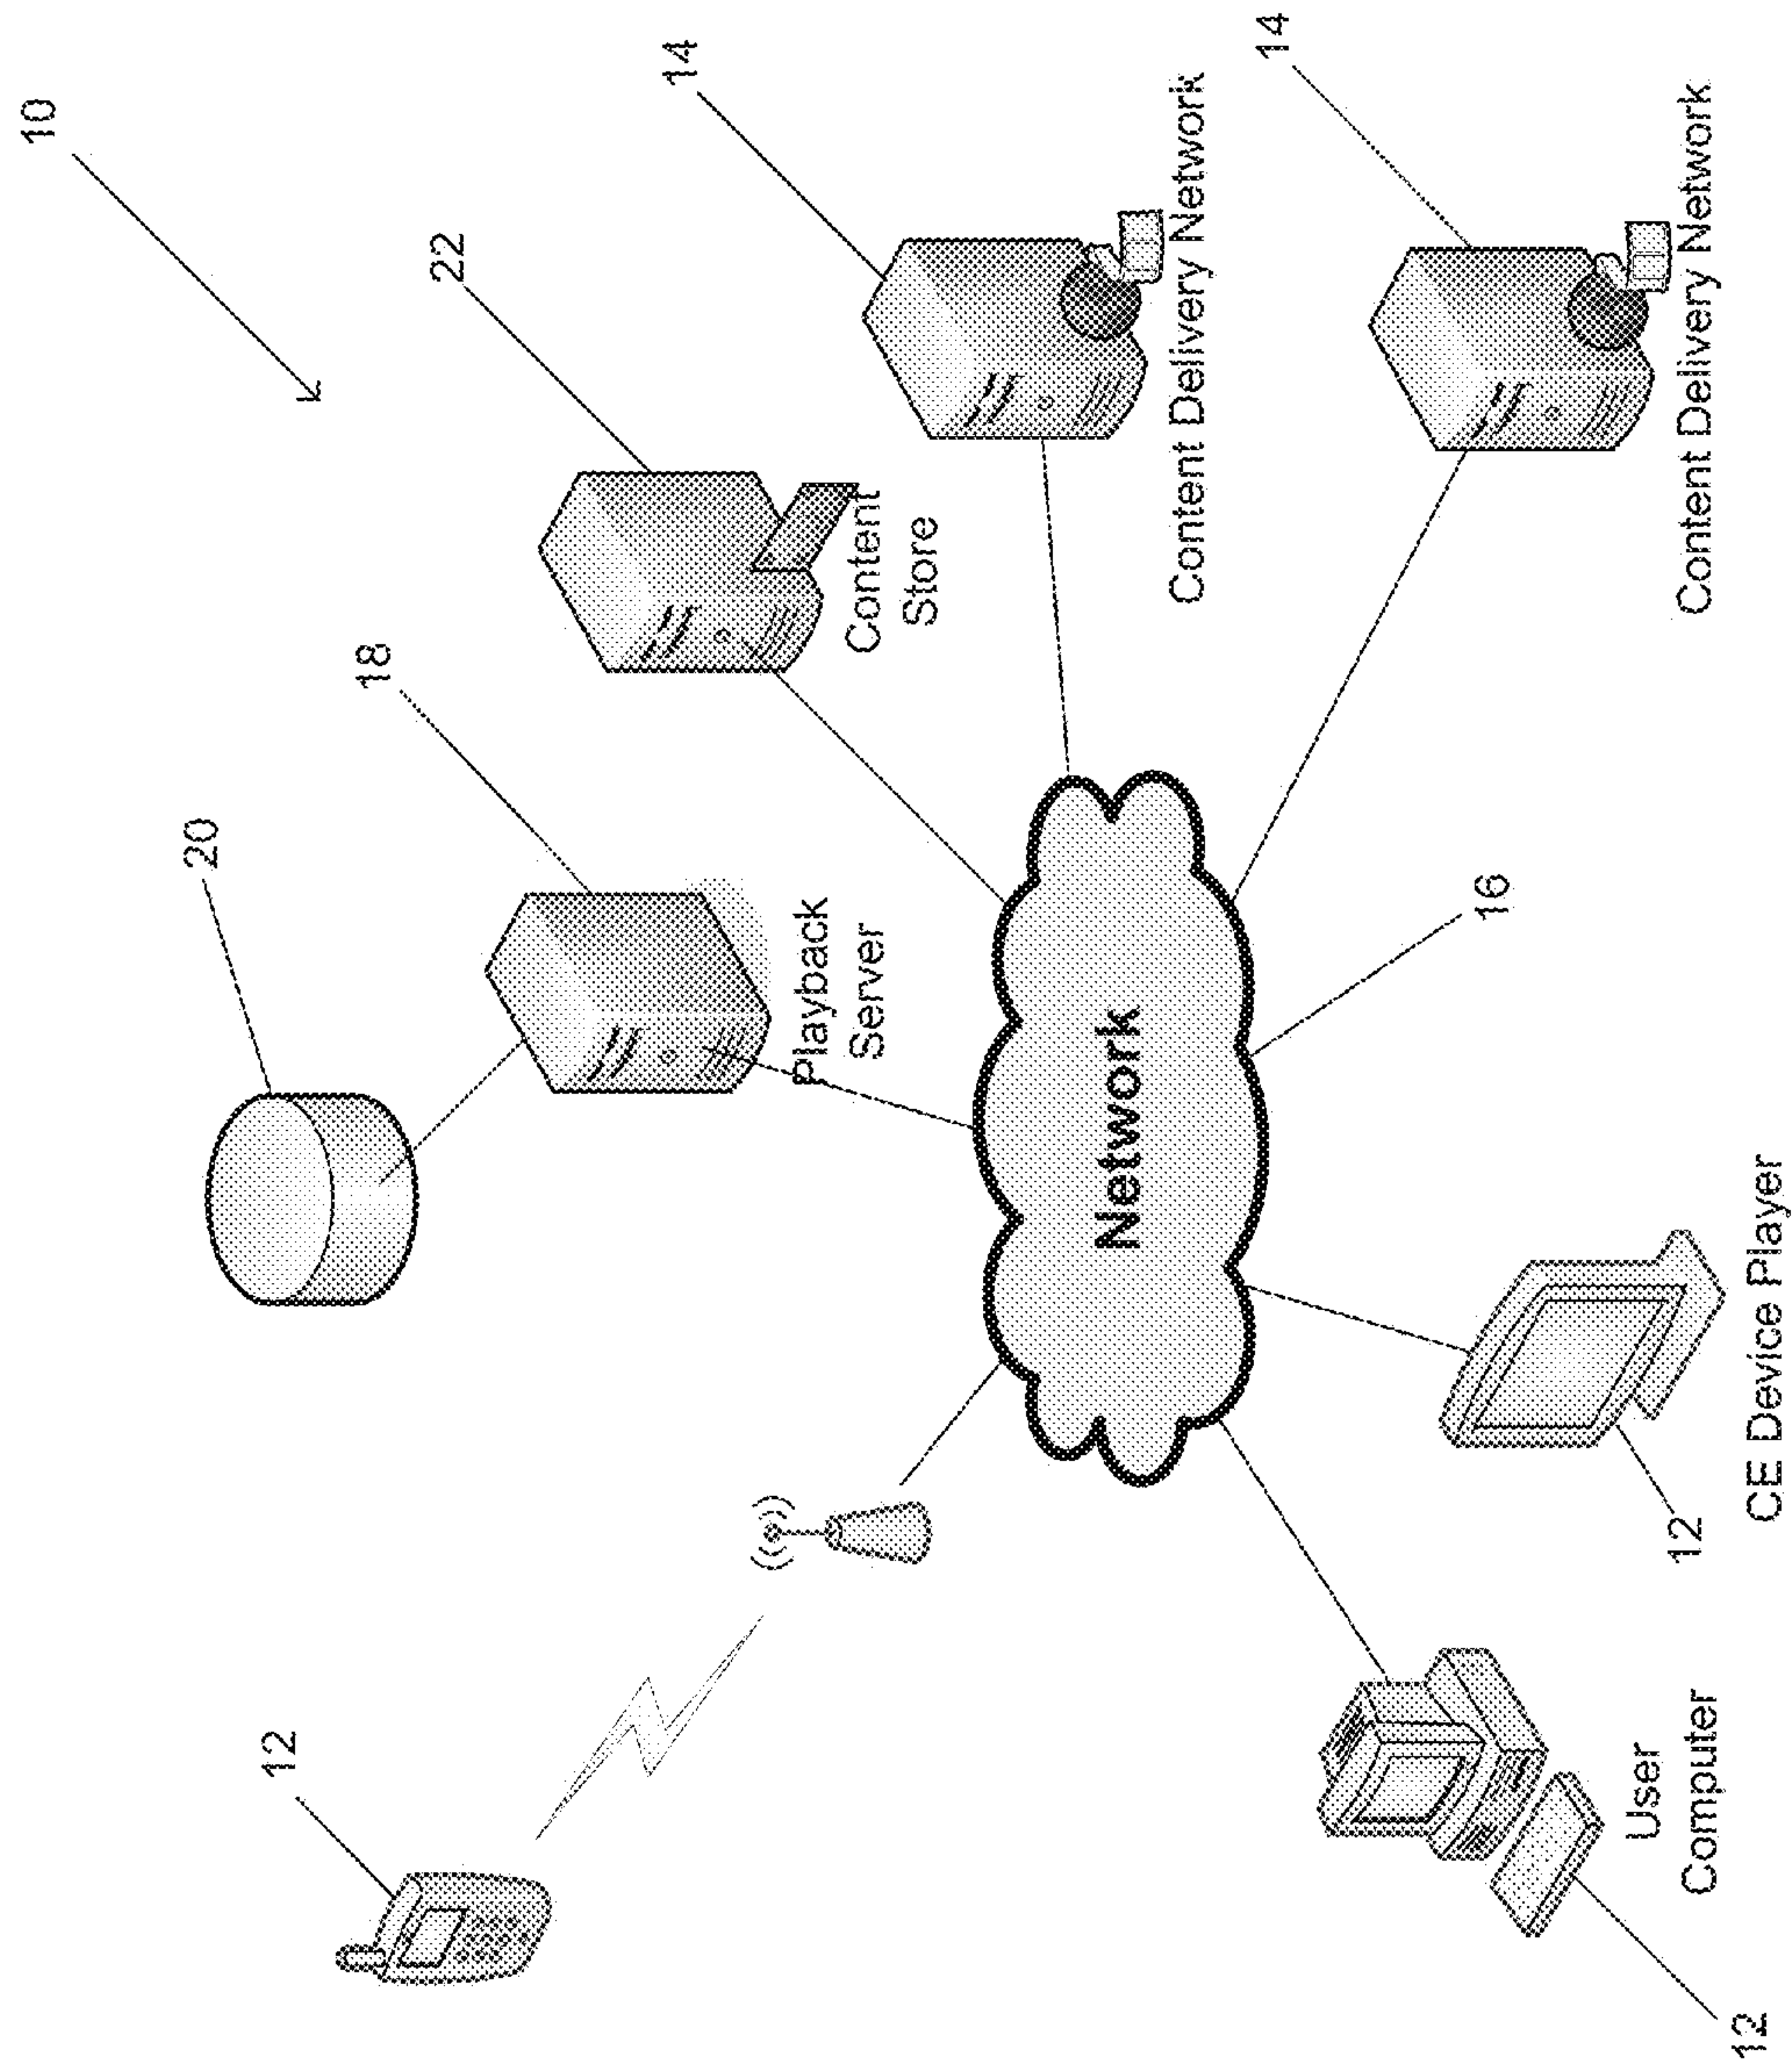 10
20
12
18
22
14
Playback
Server
Content
Store
Content Delivery Network
14
Network
16
Content Delivery Network
12
User
Computer
12
CE Device Player